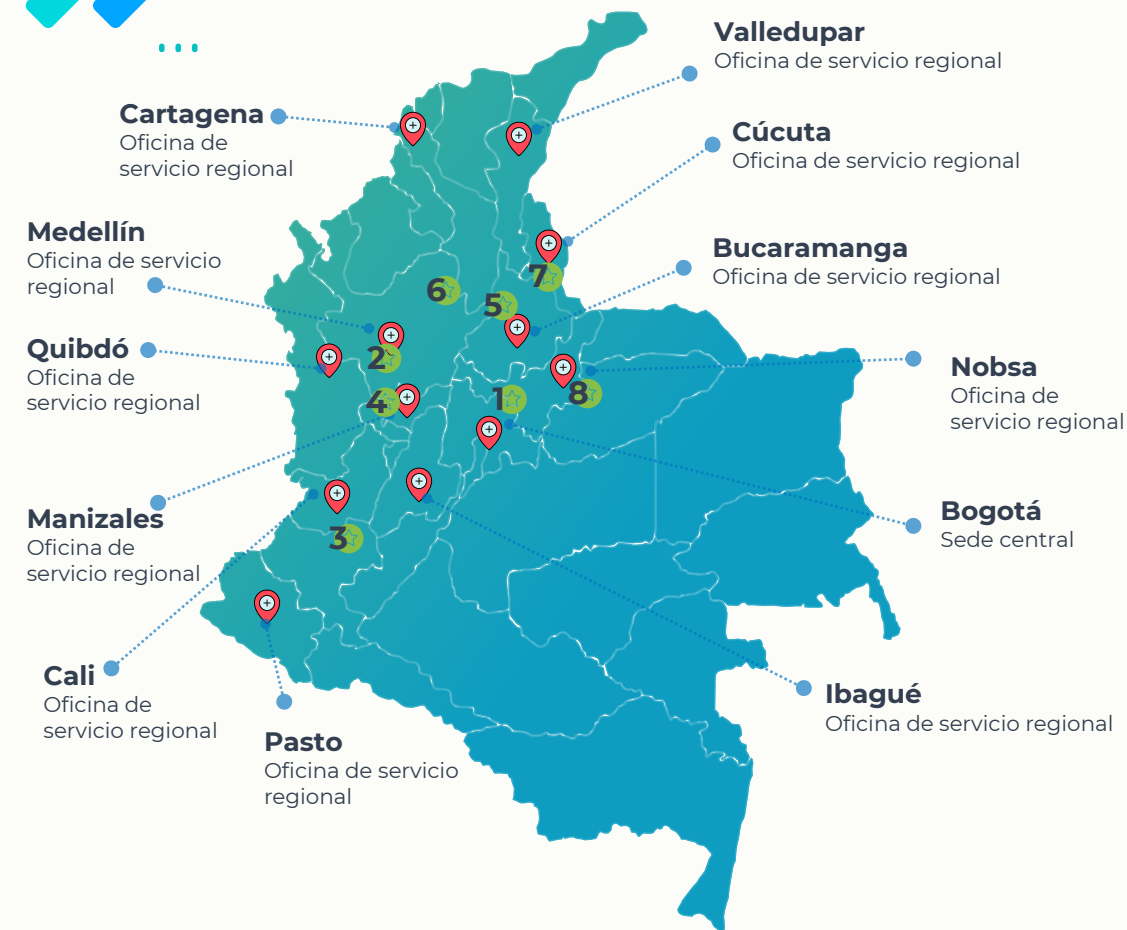 Valledupar
Oficina de servicio regional
Cartagena
Oficina de
servicio regional
Cúcuta
Oficina de servicio regional
Medellín
Oficina de servicio
regional
Bucaramanga
Oficina de servicio regional
7
6
5
Quibdó
Oficina de
servicio regional
2
Nobsa
Oficina de
servicio regional
4
1
8
Manizales
Oficina de
servicio regional
Bogotá
Sede central
3
Cali
Oficina de
servicio regional
Ibagué
Oficina de servicio regional
Pasto
Oficina de servicio
regional